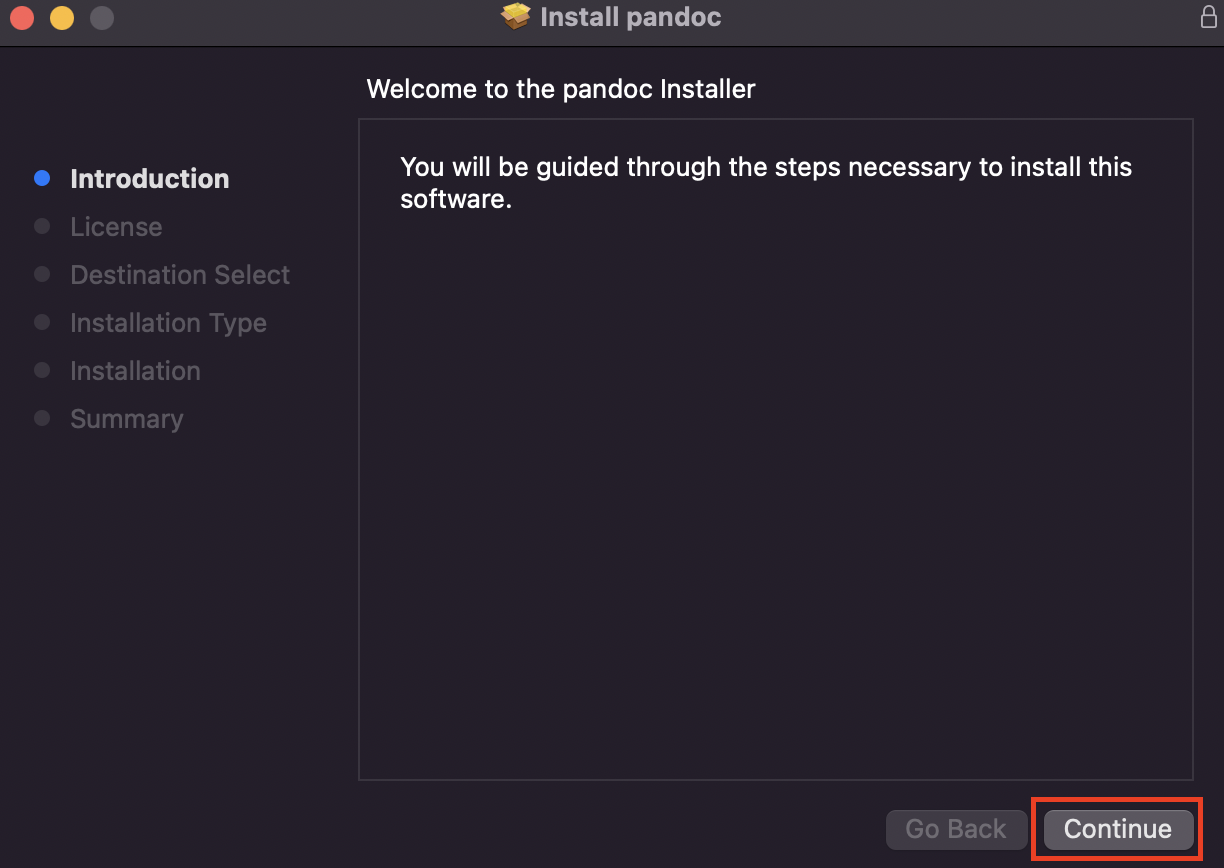 Install pandoc
Welcome to the pandoc Installer
Introduction
License
Destination Select
Installation Type
Installation
Summary
You will be guided through the steps necessary to install this
software.
Go Back
Continue